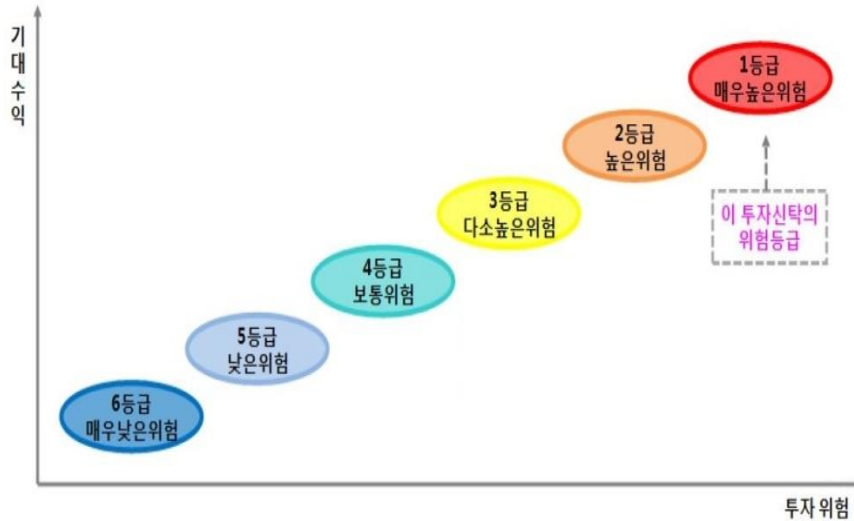 기대수익
1등급
매우높은위험
2등급
높은위험
3등급
다소높은위험
이 투자신탁의
위험등급
4등급
보통위험
5등급
낮은위험
6등급
매우낮은위험
투자 위험